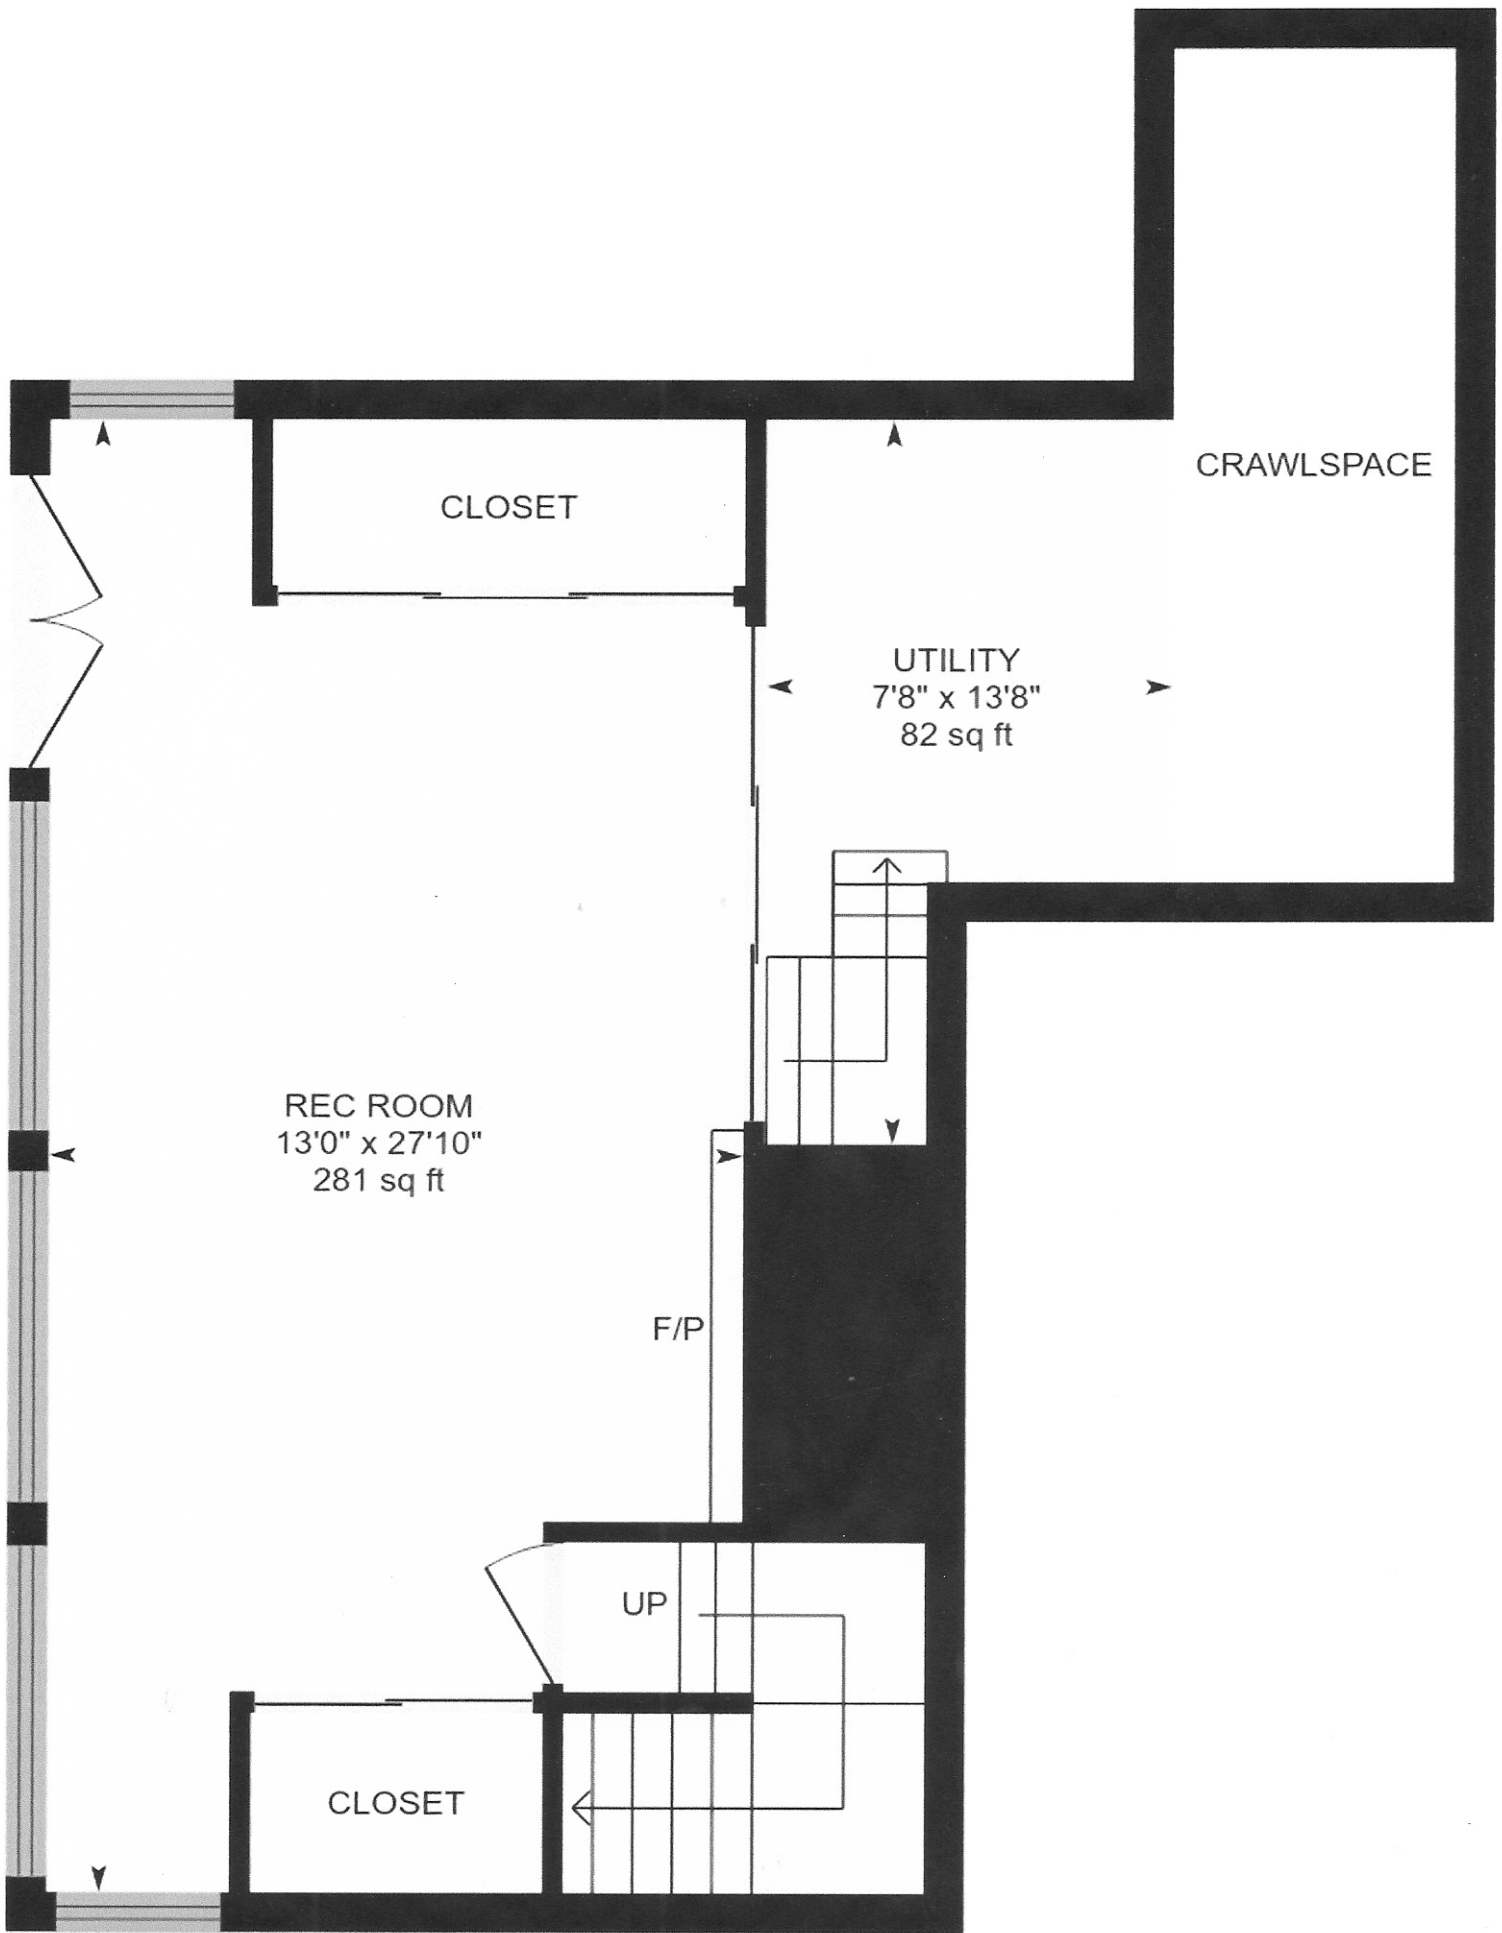 CRAWLSPACE
CLOSET
UTILITY
7'8" x 13'8"
82 sq ft
REC ROOM
13'0" x 27'10"
281 sq ft
F/P
UP
CLOSET